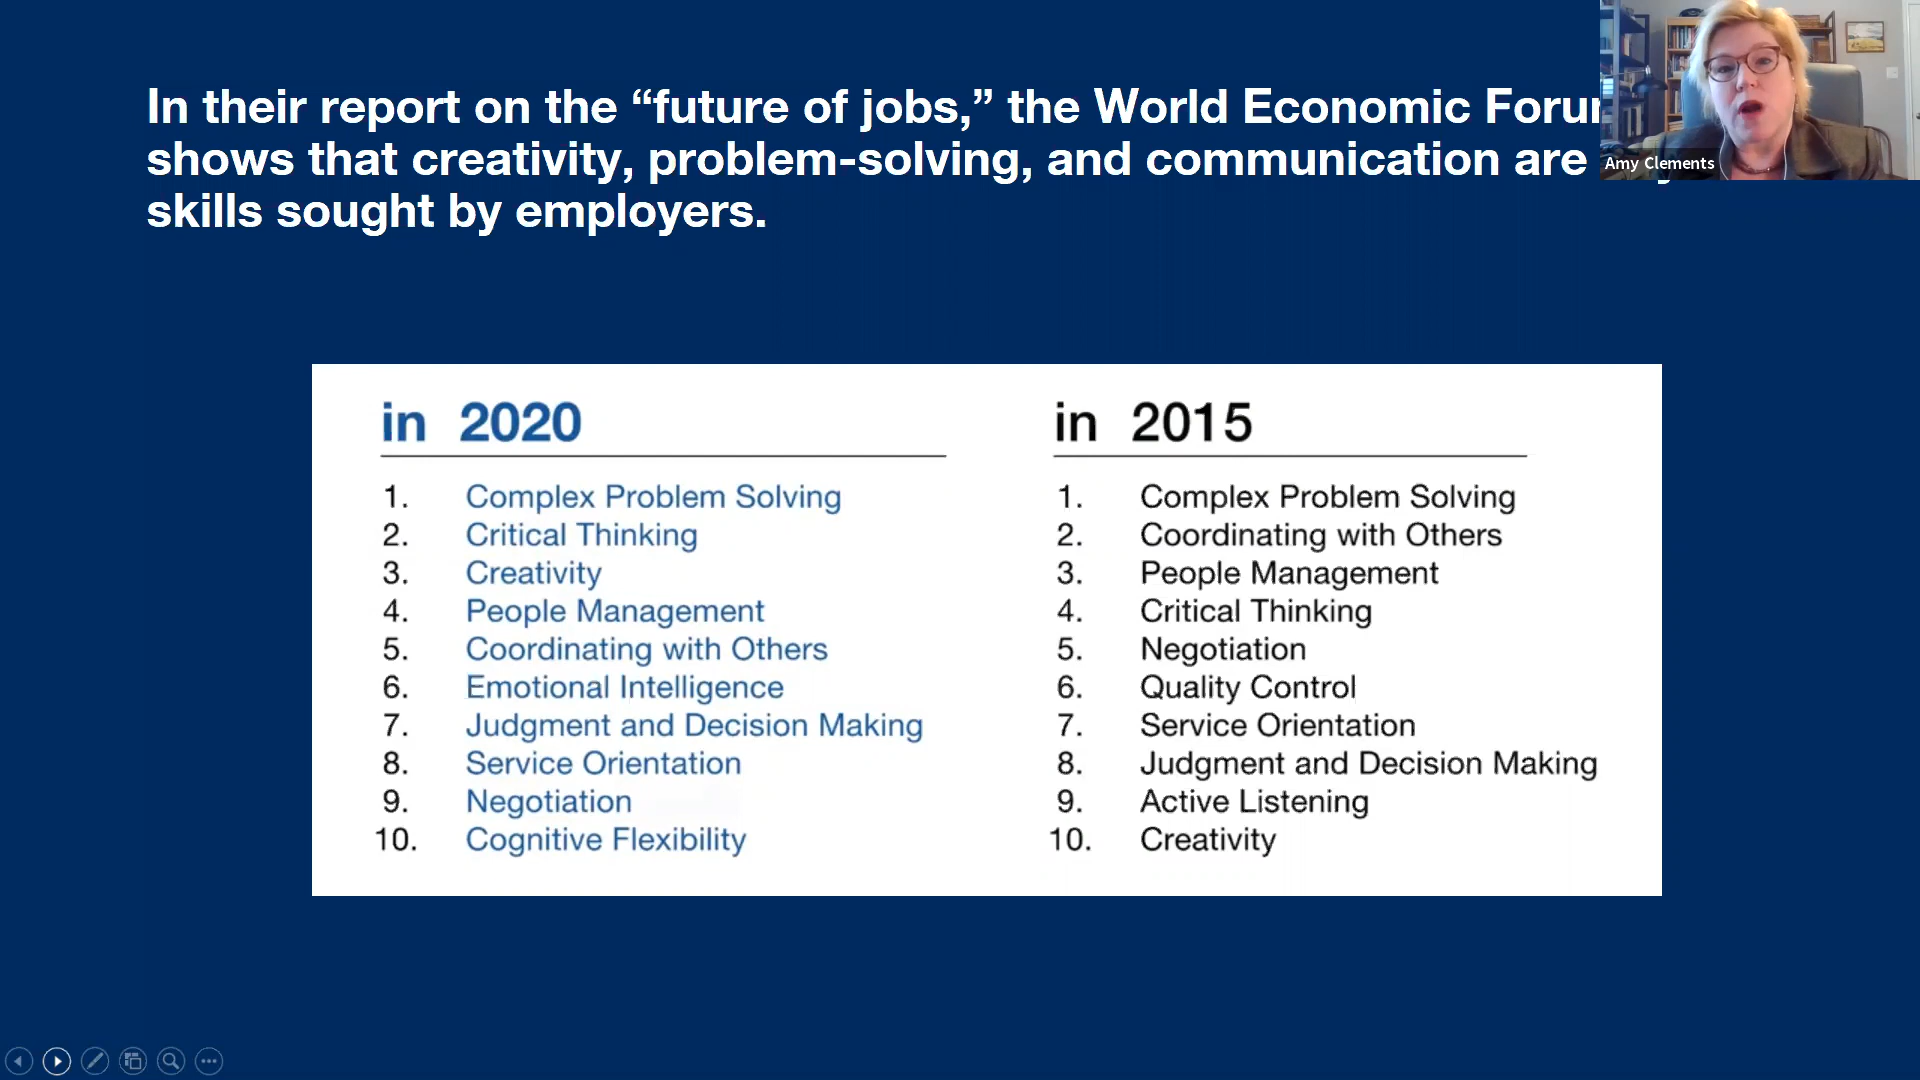 In their report on the “future of jobs,” the World Economic
shows that creativity, problem-solving, and communication are
skills sought by employers.
Amy Clements
in 2020
1. Complex Problem Solving
2. Critical Thinking
3. Creativity
4. People Management
5. Coordinating with Others
6. Emotional Intelligence
7. Judgment and Decision Making
8. Service Orientation
9. Negotiation
10. Cognitive Flexibility
in 2015
1. Complex Problem Solving
2. Coordinating with Others
3. People Management
4. Critical Thinking
5. Negotiation
6. Quality Control
7. Service Orientation
8. Judgment and Decision Making
9. Active Listening
10. Creativity